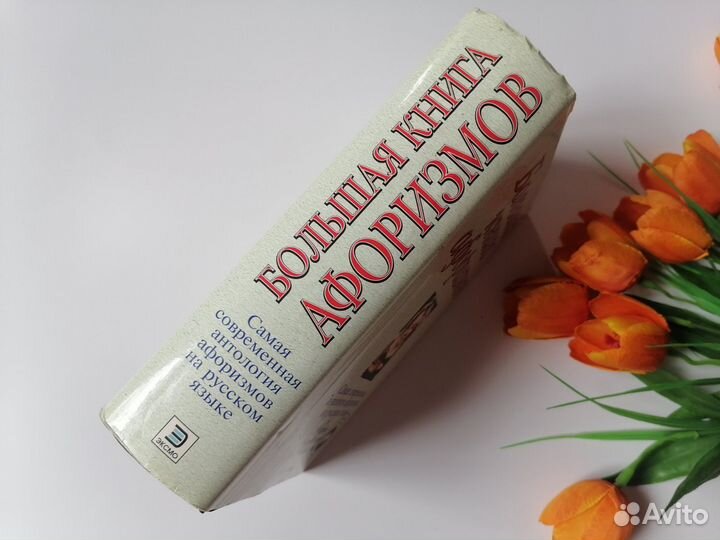 БОЛЬШАЯ КНИГА
АФОРИЗМОВ
Самая
современная
антология
афоризмов
на русском
языке
Э
ЭКСМО
Avito